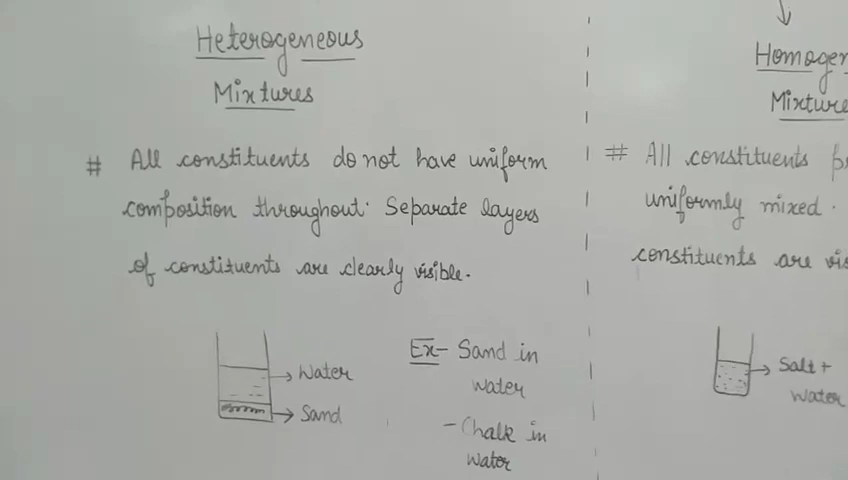 Heterogeneous
Mixtures
# All constituents do not have uniform
composition throughout. Separate layers
of constituents are clearly visible.
Water
Sand
Ex- Sand in
water
- Chalk in
water
Mixture
# All constituents
uniformly mixed.
constituents are
Salt +
Water